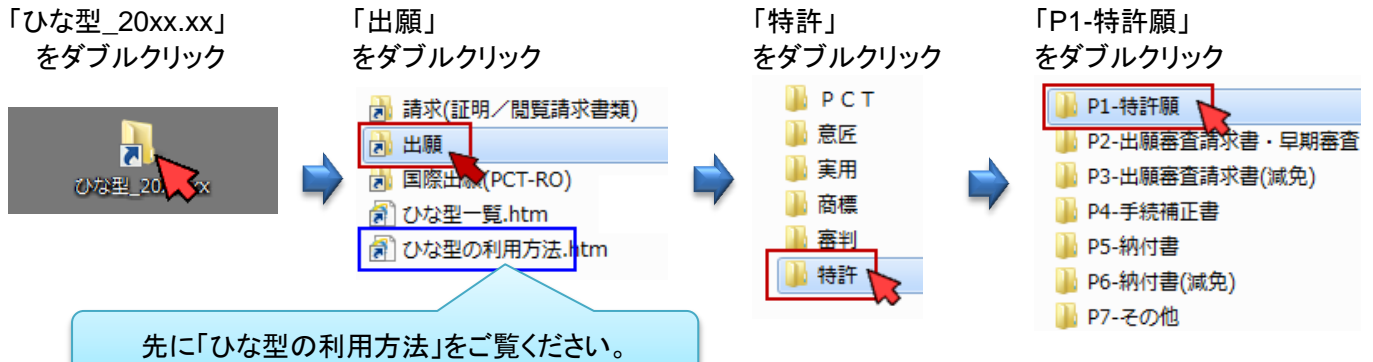 「ひな型_20xx.xx」
をダブルクリック
ひな型_20 xx
「出願」
をダブルクリック
請求(証明／閲覧請求書類)
出願
国際出願(PCT-RO)
ひな型一覧.htm
ひな型の利用方法.htm
先に「ひな型の利用方法」をご覧ください。
「特許」
をダブルクリック
ＰＣＴ
意匠
実用
商標
審判
特許
「P1-特許願」
をダブルクリック
P1-特許願
P2-出願審査請求書・早期審査
P3-出願審査請求書(減免)
P4-手続補正書
P5-納付書
P6-納付書(減免)
P7-その他